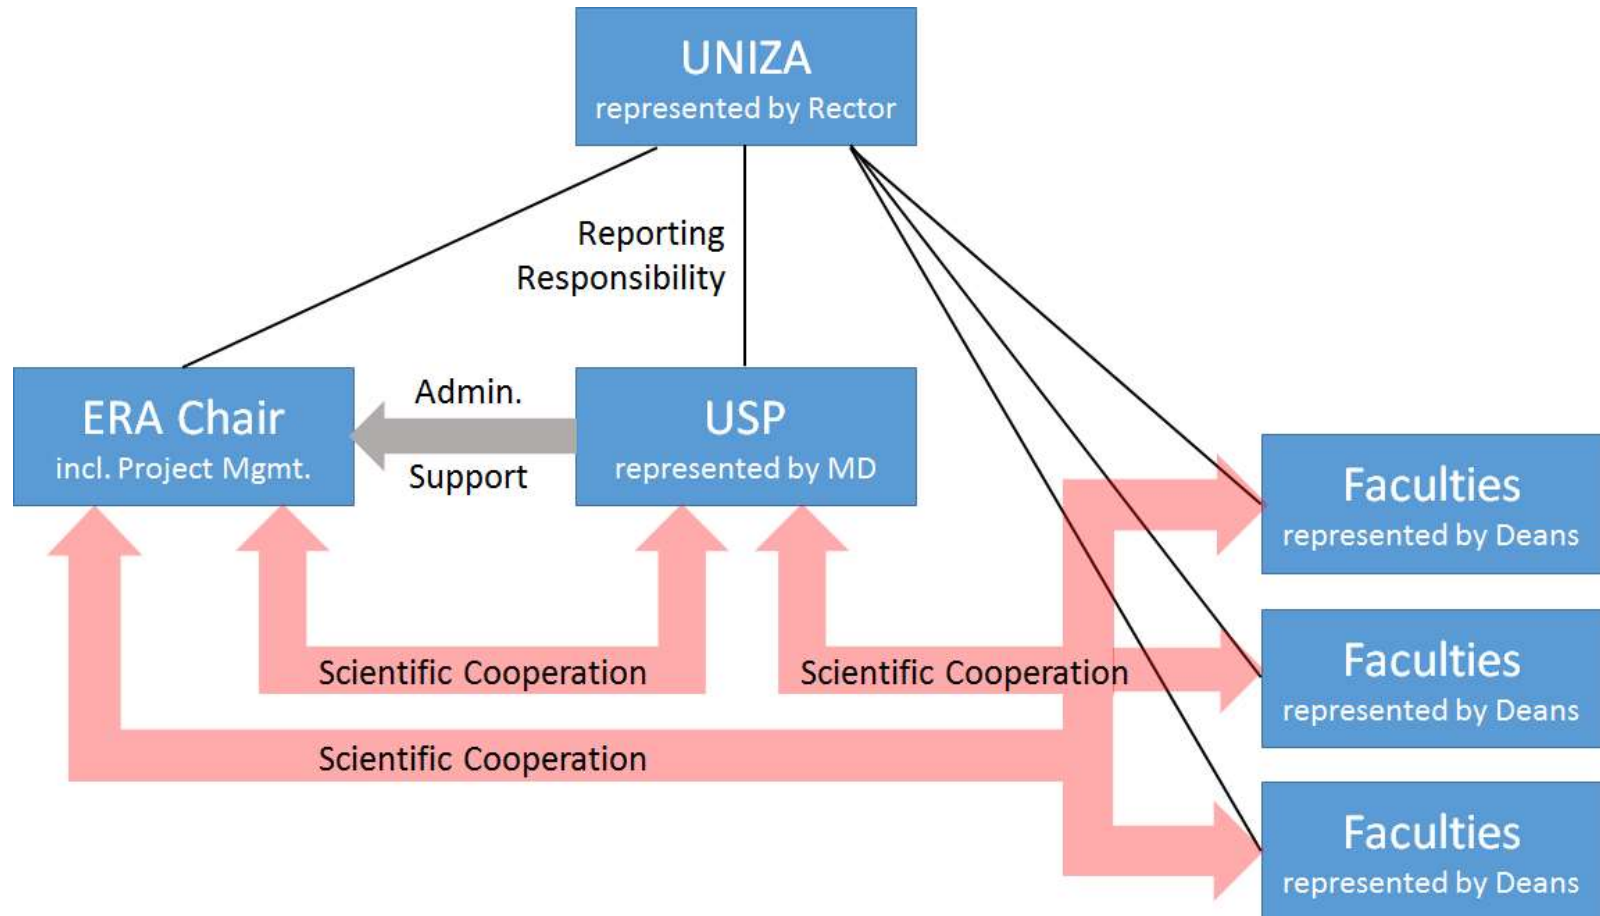 UNIZA
represented by Rector
Reporting
Responsibility
ERA Chair
incl. Project Mgmt.
Admin.
Support
USP
represented by MD
Faculties
represented by Deans
Scientific Cooperation
Scientific Cooperation
Faculties
represented by Deans
Scientific Cooperation
Faculties
represented by Deans